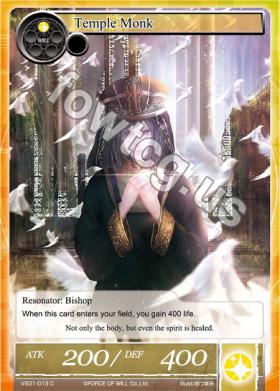 Temple Monk
WILL
fowtcg.us
Resonator: Bishop
When this card enters your field, you gain 400 life.
Not only the body, but even the spirit is healed.
ATK 200/ DEF 400
VS01-013 C ©FORCE OF WILL Co.,Ltd. Illust/